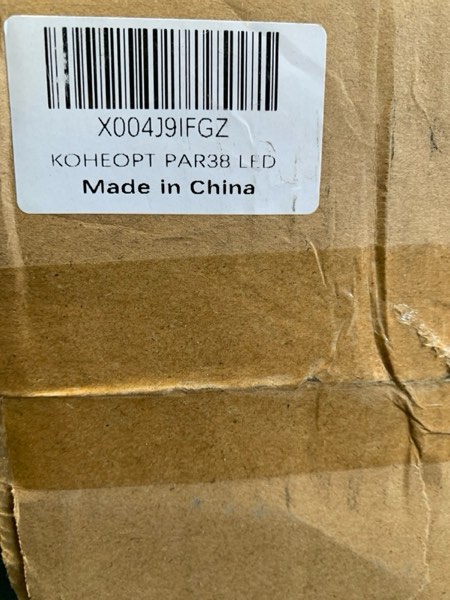 X004J9IFGZ
KOHEOPT PAR38 LED
Made in China